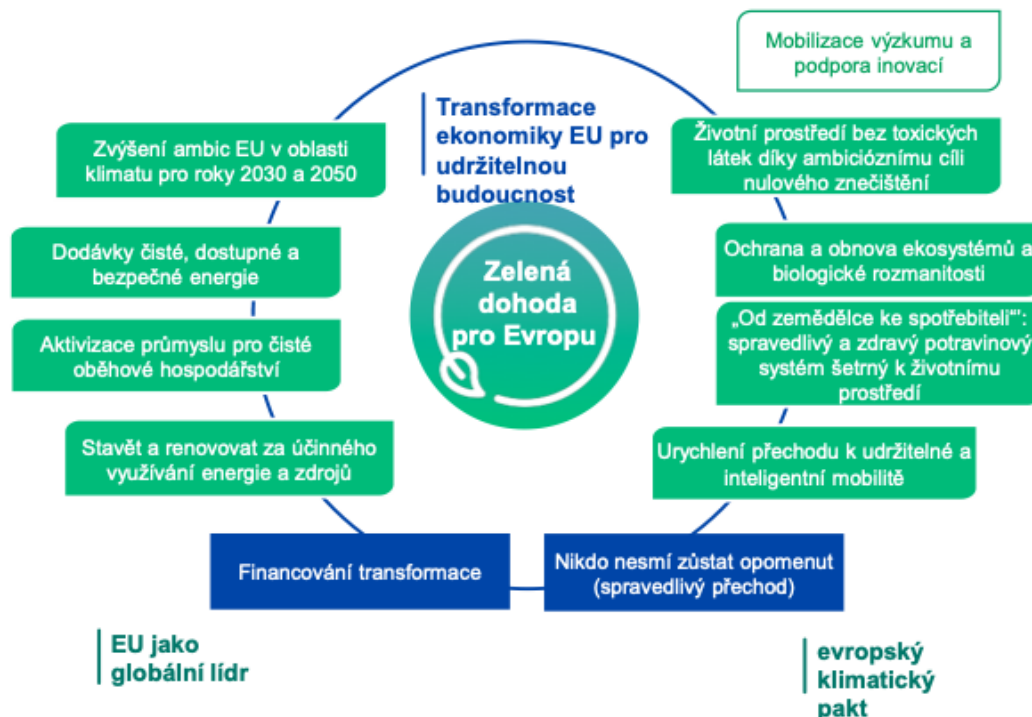 Mobilizace výzkumu a
podpora inovací
Transformace
ekonomiky EU pro
udržitelnou
budoucnost
Zvýšení ambic EU v oblasti
klimatu pro roky 2030 a 2050
Životní prostředí bez toxických
látek díky ambicióznímu cíli
nulového znečištění
Dodávky čisté, dostupné a
bezpečné energie
Zelená
dohoda
pro Evropu
Ochrana a obnova ekosystémů a
biologické rozmanitosti
Aktivizace průmyslu pro čisté
oběhové hospodářství
„Od zemědělce ke spotřebiteli“':
spravedlivý a zdravý potravinový
systém šetrný k životnímu
prostředí
Stavět a renovovat za účinného
využívání energie a zdrojů
Urychlení přechodu k udržitelné a
inteligentní mobilitě
Financování transformace
Nikdo nesmí zůstat opomenut
(spravedlivý přechod)
EU jako
globální lídr
evropský
klimatický
pakt